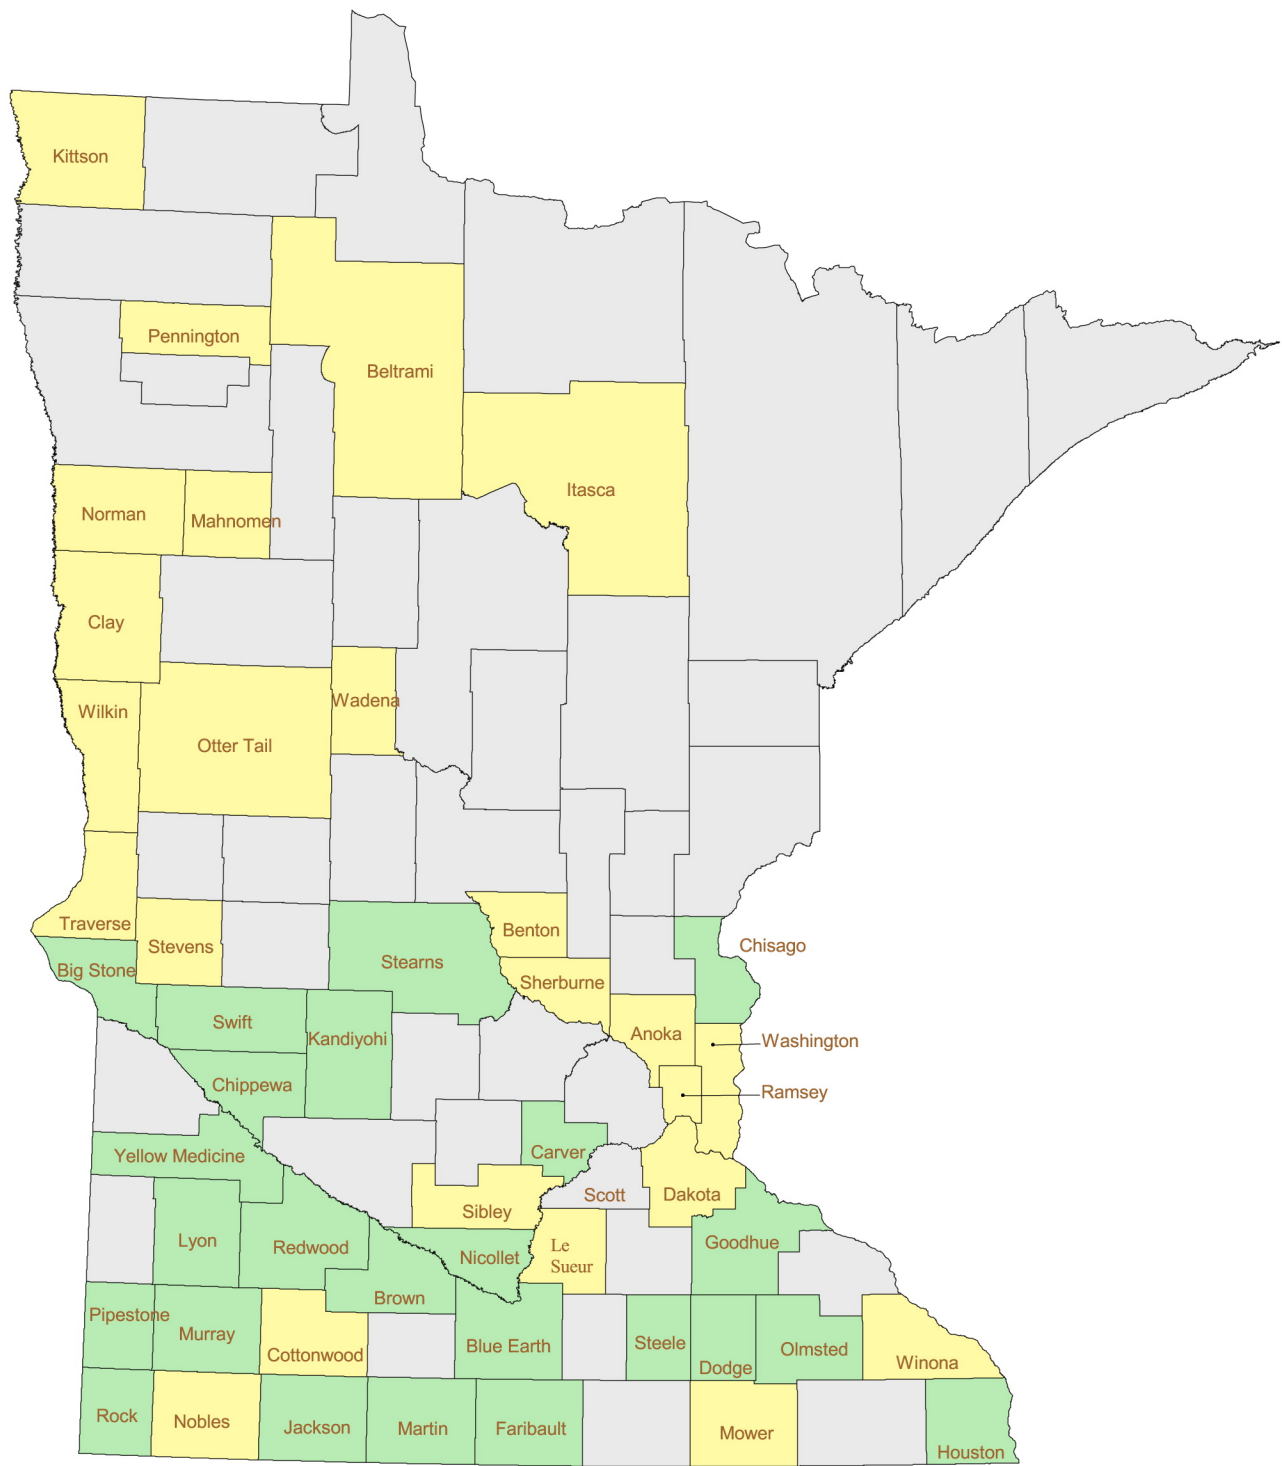 Kittson
Pennington
Beltrami
Itasca
Norman
Mahnomen
Clay
Wadena
Wilkin
Otter Tail
Traverse
Stevens
Benton
Chisago
Big Stone
Stearns
Sherburne
Swift
Kandiyohi
Anoka
Washington
Chippewa
Ramsey
Yellow Medicine
Carver
Scott
Dakota
Sibley
Lyon
Redwood
Nicollet
Le
Sueur
Goodhue
Brown
Pipestone
Murray
Cottonwood
Blue Earth
Steele
Dodge
Olmsted
Winona
Rock
Nobles
Jackson
Martin
Faribault
Mower
Houston